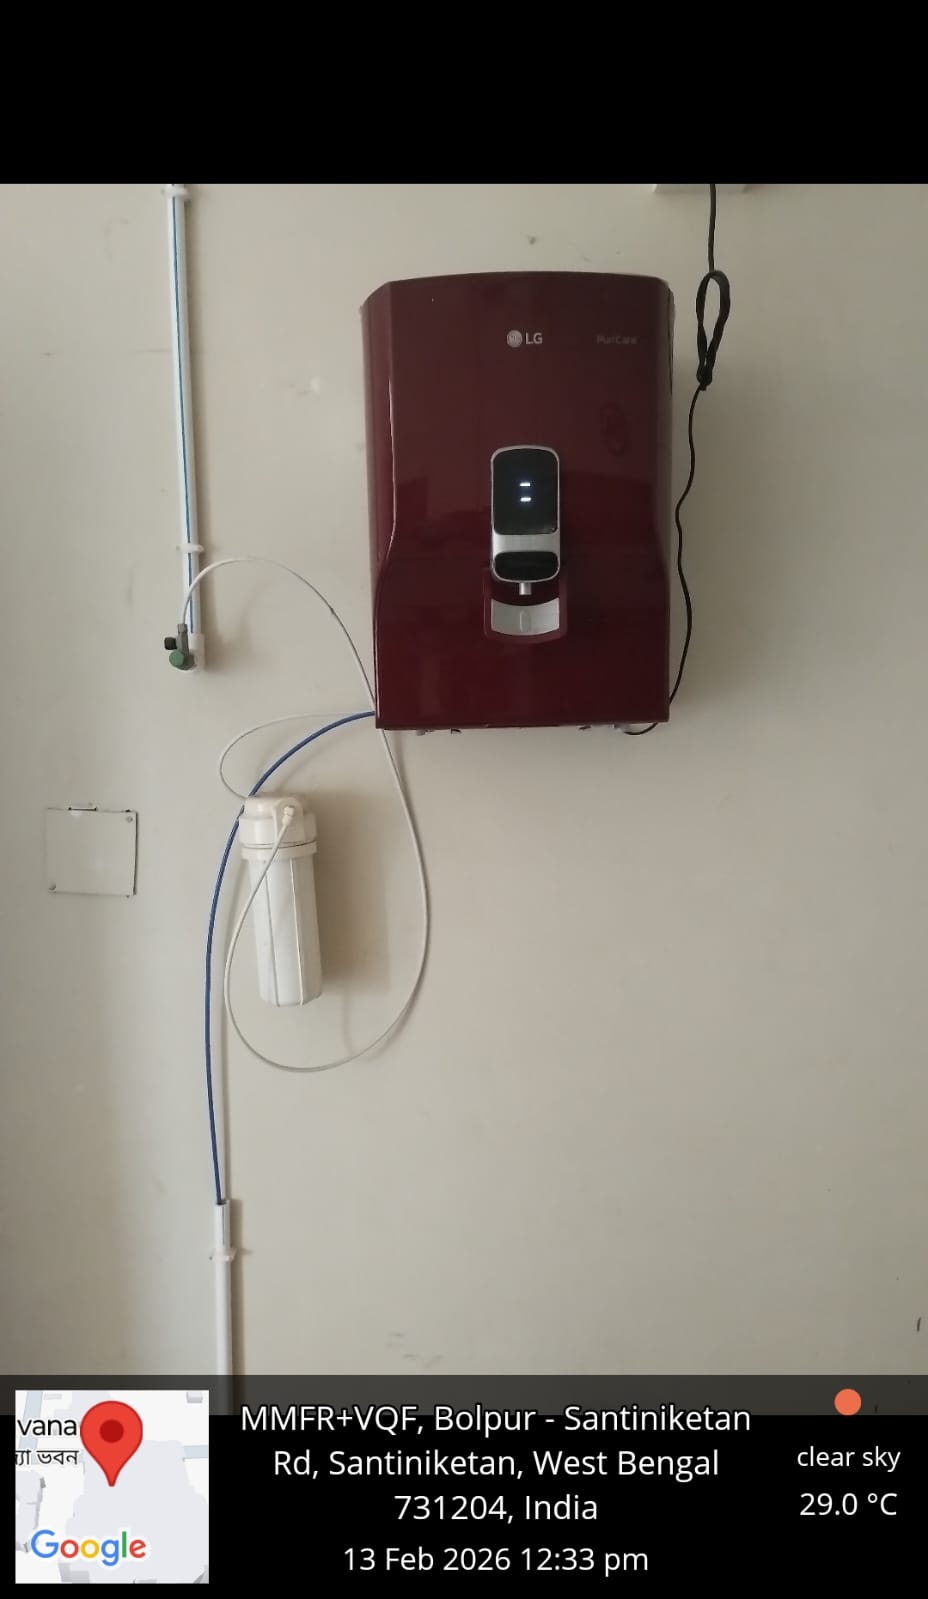 LG
PuriCare
vana
্যা ভবন
Google
MMFR+VQF, Bolpur - Santiniketan
Rd, Santiniketan, West Bengal
731204, India
13 Feb 2026 12:33 pm
clear sky
29.0 °C